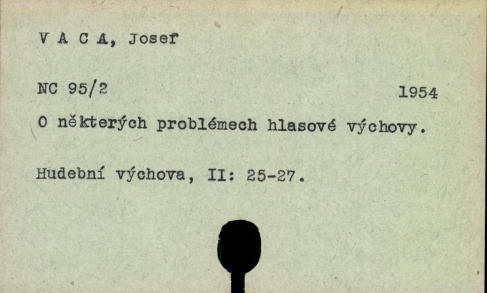 V A C A, Josef
NC 95/2 1954
O některých problémech hlasové výchovy.
Hudební výchova, II: 25-27.